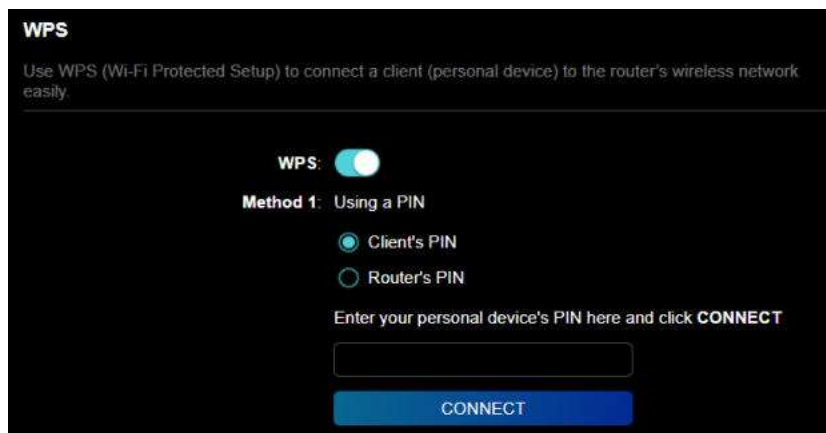 WPS
Use WPS (Wi-Fi Protected Setup) to connect a client (personal device) to the router's wireless network
easily.
WPS:
Method 1: Using a PIN
Client's PIN
Router's PIN
Enter your personal device's PIN here and click CONNECT
CONNECT